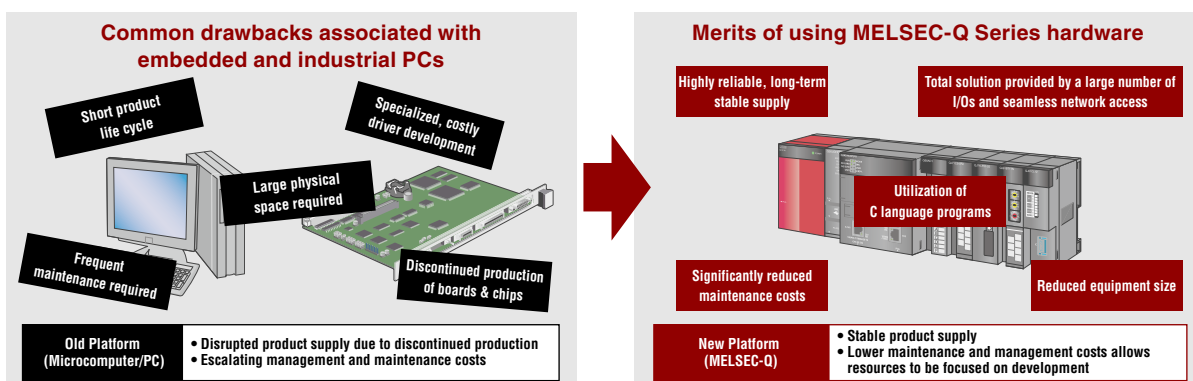 Common drawbacks associated with
embedded and industrial PCs
Short product
life cycle
Specialized, costly
driver development
Large physical
space required
Frequent
maintenance required
Discontinued production
of boards & chips
Old Platform
(Microcomputer/PC)
• Disrupted product supply due to discontinued production
• Escalating management and maintenance costs
Merits of using MELSEC-Q Series hardware
Highly reliable, long-term
stable supply
Total solution provided by a large number of
I/Os and seamless network access
Utilization of
C language programs
Significantly reduced
maintenance costs
Reduced equipment size
New Platform
(MELSEC-Q)
• Stable product supply
• Lower maintenance and management costs allows
resources to be focused on development